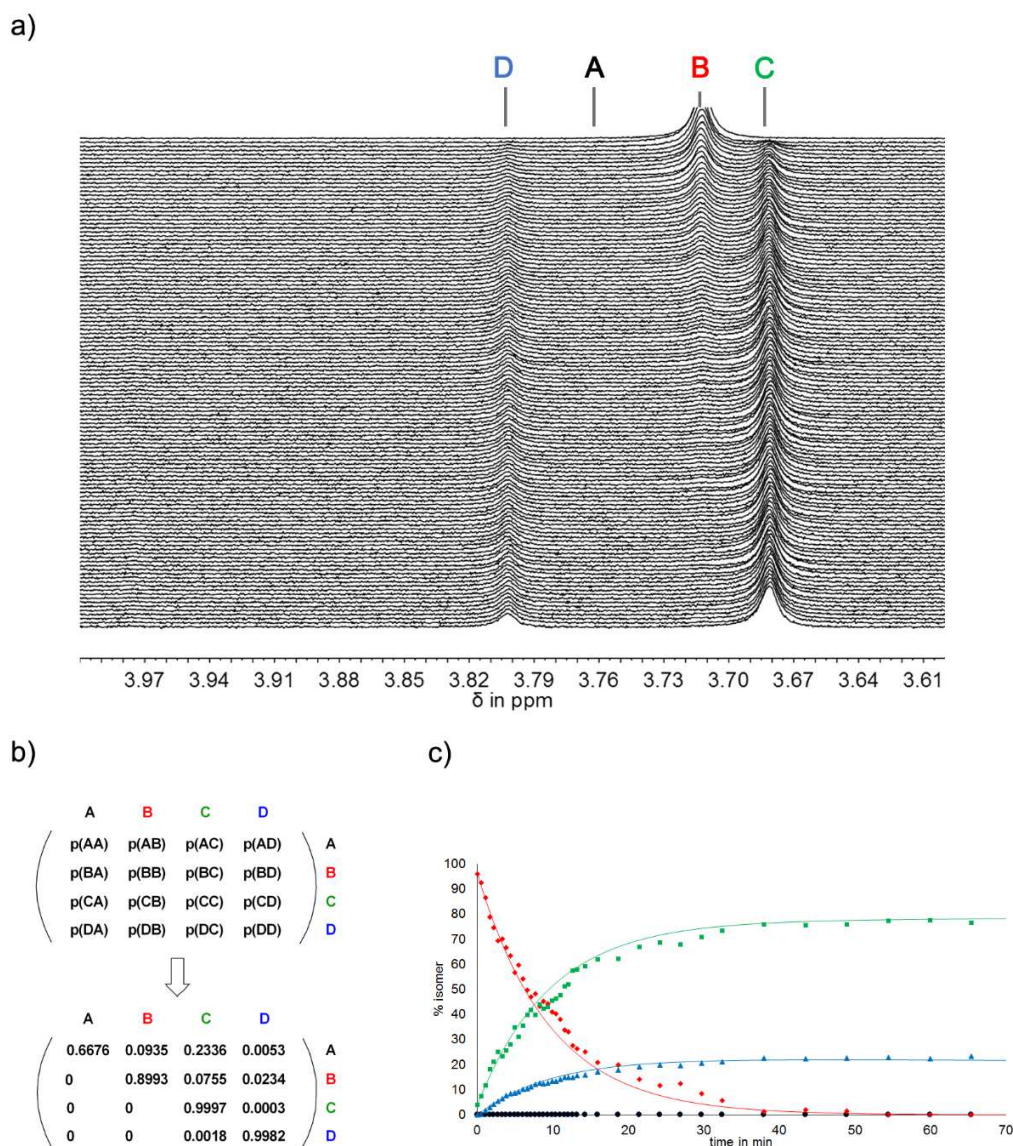 a)
D A B C
3.97 3.94 3.91 3.88 3.85 3.82 3.79 3.76 3.73 3.70 3.67 3.64 3.61
δ in ppm
b)
A B C D
p(AA) p(AB) p(AC) p(AD) A
p(BA) p(BB) p(BC) p(BD) B
p(CA) p(CB) p(CC) p(CD) C
p(DA) p(DB) p(DC) p(DD) D
A B C D
0.6676 0.0935 0.2336 0.0053 A
0 0.8993 0.0755 0.0234 B
0 0 0.9997 0.0003 C
0 0 0.0018 0.9982 D
c)
100
90
80
70
60
50
40
30
20
10
0
% isomer
0 10 20 30 40 50 60 70
time in min